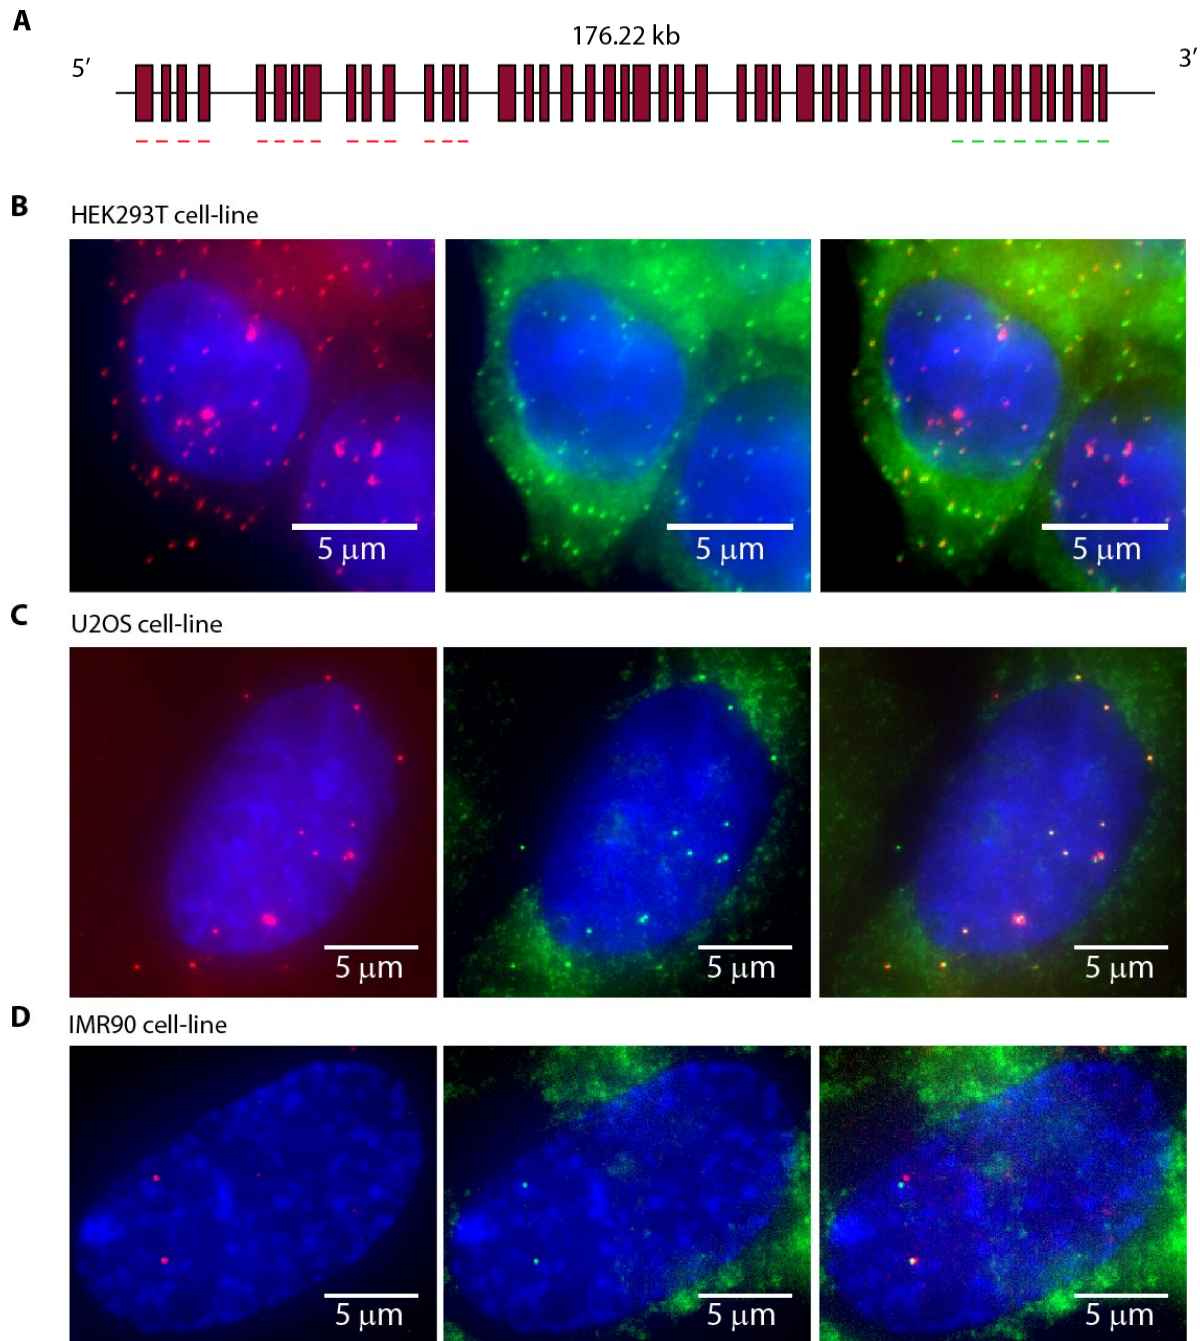 A
176.22 kb
5′
3′
B
HEK293T cell-line
5 μm
5 μm
5 μm
C
U2OS cell-line
5 μm
5 μm
5 μm
D
IMR90 cell-line
5 μm
5 μm
5 μm